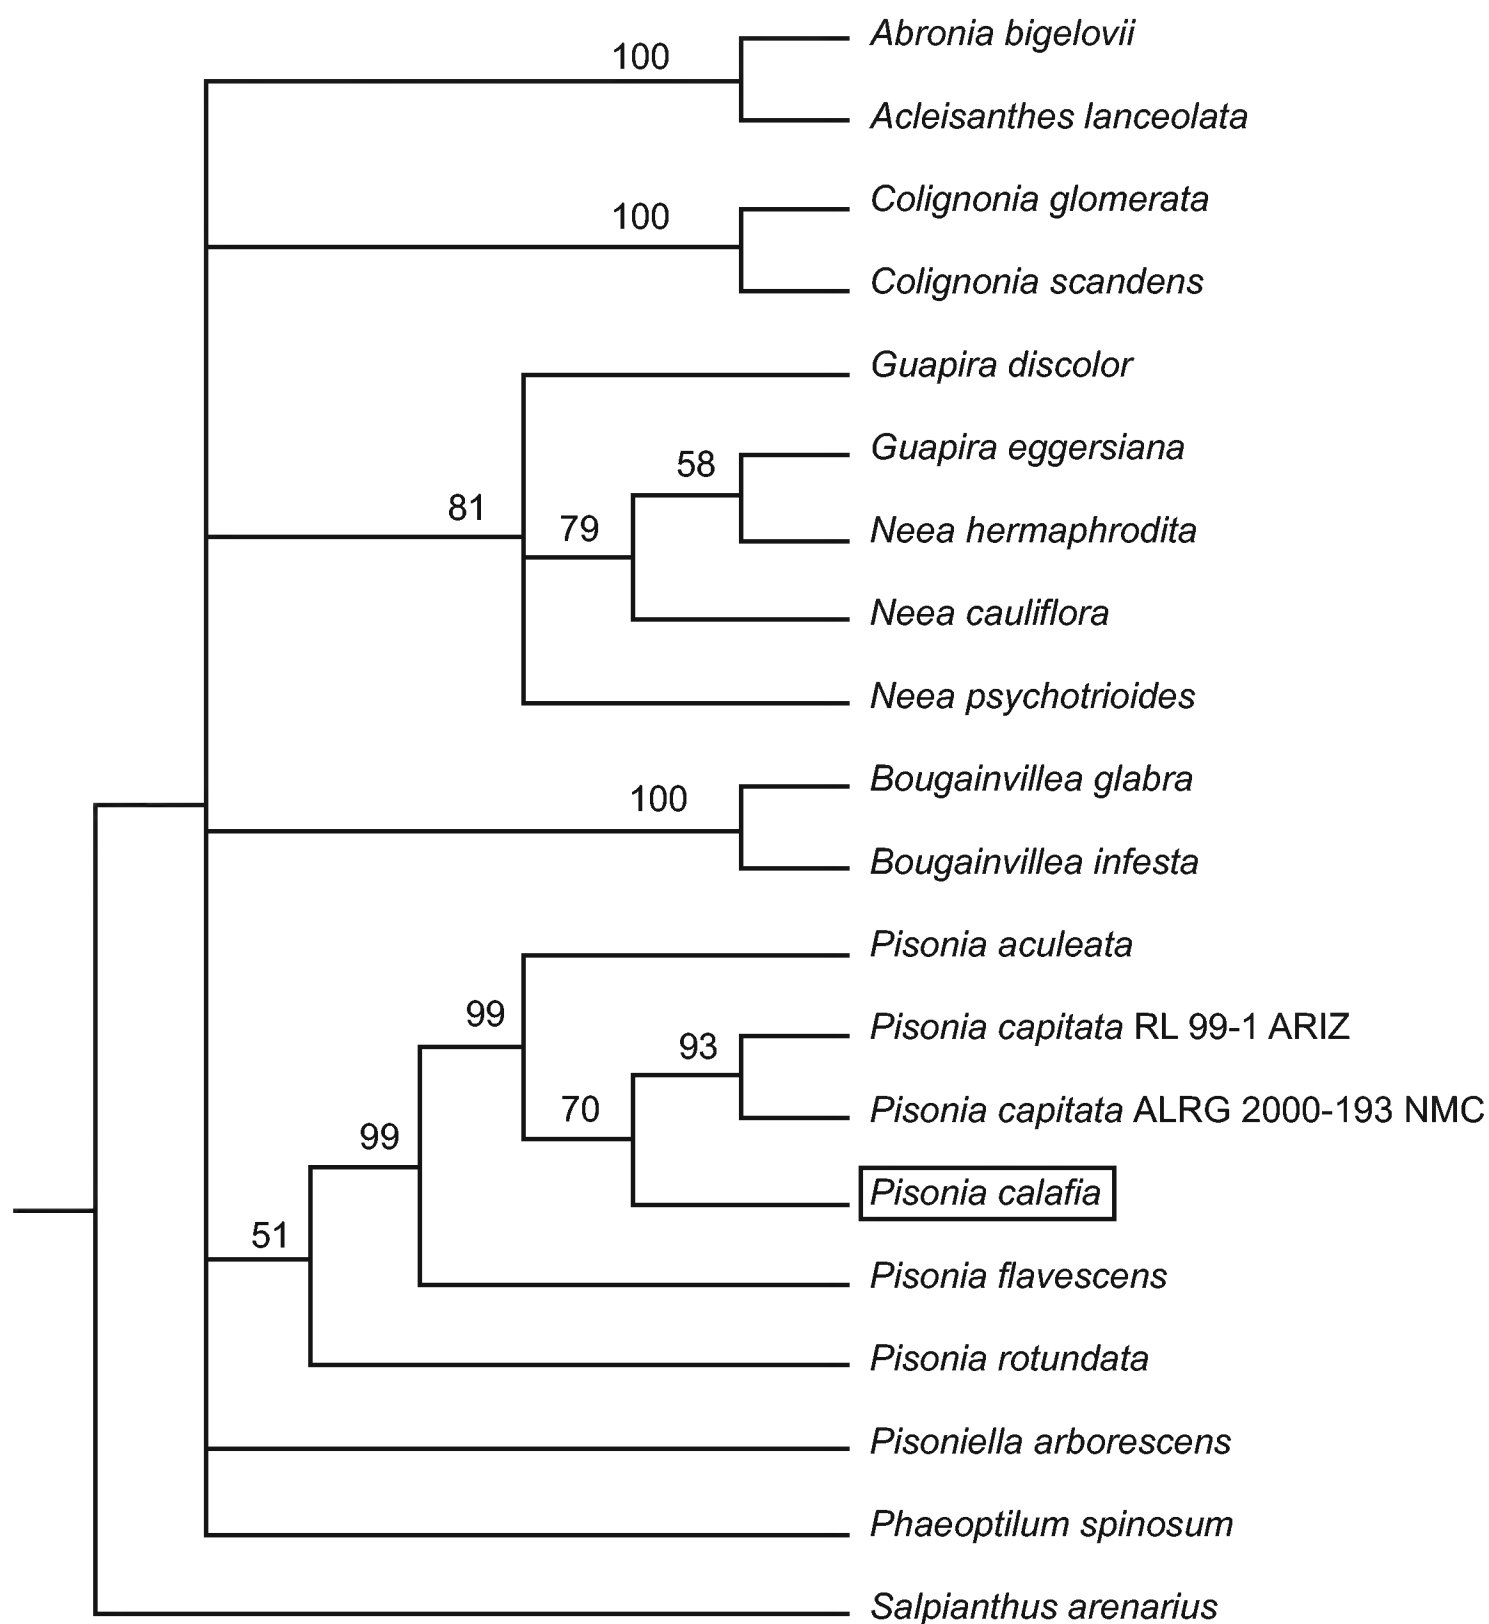 Abronia bigelovii
100
Acleisanthes lanceolata
Colignonia glomerata
100
Colignonia scandens
Guapira discolor
Guapira eggersiana
58
81
79
Neea hermaphrodita
Neea cauliflora
Neea psychotrioides
Bougainvillea glabra
100
Bougainvillea infesta
Pisonia aculeata
99
Pisonia capitata RL 99-1 ARIZ
93
70
Pisonia capitata ALRG 2000-193 NMC
99
Pisonia calafia
51
Pisonia flavescens
Pisonia rotundata
Pisoniella arborescens
Phaeoptilum spinosum
Salpianthus arenarius